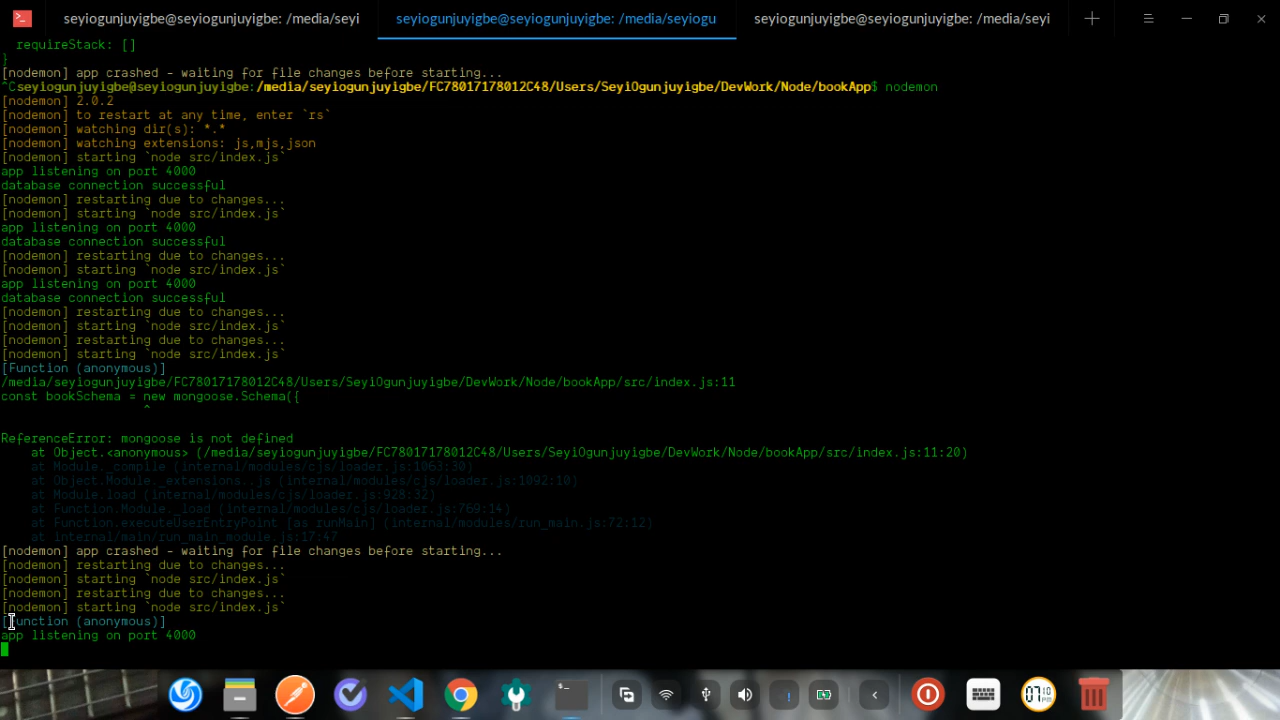 seyiogunjuyigbe@seyiogunjuyigbe: /media/seyi
seyiogunjuyigbe@seyiogunjuyigbe: /media/seyiogu
seyiogunjuyigbe@seyiogunjuyigbe: /media/seyi
requireStack: []
}
[nodemon] app crashed - waiting for file changes before starting...
^Cseyiogunjuyigbe@seyiogunjuyigbe:/media/seyiogunjuyigbe/FC78017178012C48/Users/SeyiOgunjuyigbe/DevWork/Node/bookApp$ nodemon
[nodemon] 2.0.2
[nodemon] to restart at any time, enter `rs`
[nodemon] watching dir(s): *.*
[nodemon] watching extensions: js,mjs,json
[nodemon] starting `node src/index.js`
app listening on port 4000
database connection successful
[nodemon] restarting due to changes...
[nodemon] starting `node src/index.js`
app listening on port 4000
database connection successful
[nodemon] restarting due to changes...
[nodemon] starting `node src/index.js`
app listening on port 4000
database connection successful
[nodemon] restarting due to changes...
[nodemon] starting `node src/index.js`
[nodemon] restarting due to changes...
[nodemon] starting `node src/index.js`
[Function (anonymous)]
/media/seyiogunjuyigbe/FC78017178012C48/Users/SeyiOgunjuyigbe/DevWork/Node/bookApp/src/index.js:11
const bookSchema = new mongoose.Schema({
^
ReferenceError: mongoose is not defined
at Object.<anonymous> (/media/seyiogunjuyigbe/FC78017178012C48/Users/SeyiOgunjuyigbe/DevWork/Node/bookApp/src/index.js:11:20)
at Module._compile (internal/modules/cjs/loader.js:1063:30)
at Object.Module._extensions..js (internal/modules/cjs/loader.js:1092:10)
at Module.load (internal/modules/cjs/loader.js:928:32)
at Function.Module._load (internal/modules/cjs/loader.js:769:14)
at Function.executeUserEntryPoint [as runMain] (internal/modules/run_main.js:72:12)
at internal/main/run_main_module.js:17:47
[nodemon] app crashed - waiting for file changes before starting...
[nodemon] restarting due to changes...
[nodemon] starting `node src/index.js`
[nodemon] restarting due to changes...
[nodemon] starting `node src/index.js`
[Function (anonymous)]
app listening on port 4000